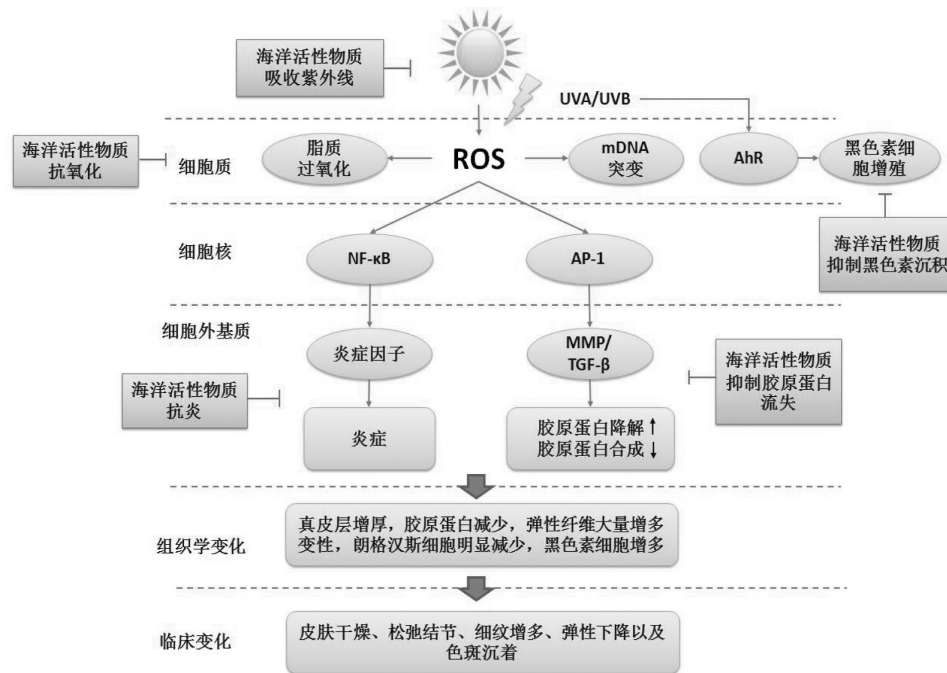 海洋活性物质
吸收紫外线
UVA/UVB
海洋活性物质
抗氧化
细胞质
脂质
过氧化
ROS
mDNA
突变
AhR
黑色素细
胞增殖
海洋活性物质
抑制黑色素沉积
细胞核
NF-κB
AP-1
细胞外基质
炎症因子
MMP/
TGF-β
海洋活性物质
抑制胶原蛋白
流失
海洋活性物质
抗炎
炎症
胶原蛋白降解↑
胶原蛋白合成↓
组织学变化
真皮层增厚，胶原蛋白减少，弹性纤维大量增多
变性，朗格汉斯细胞明显减少，黑色素细胞增多
临床变化
皮肤干燥、松弛结节、细纹增多、弹性下降以及
色斑沉着